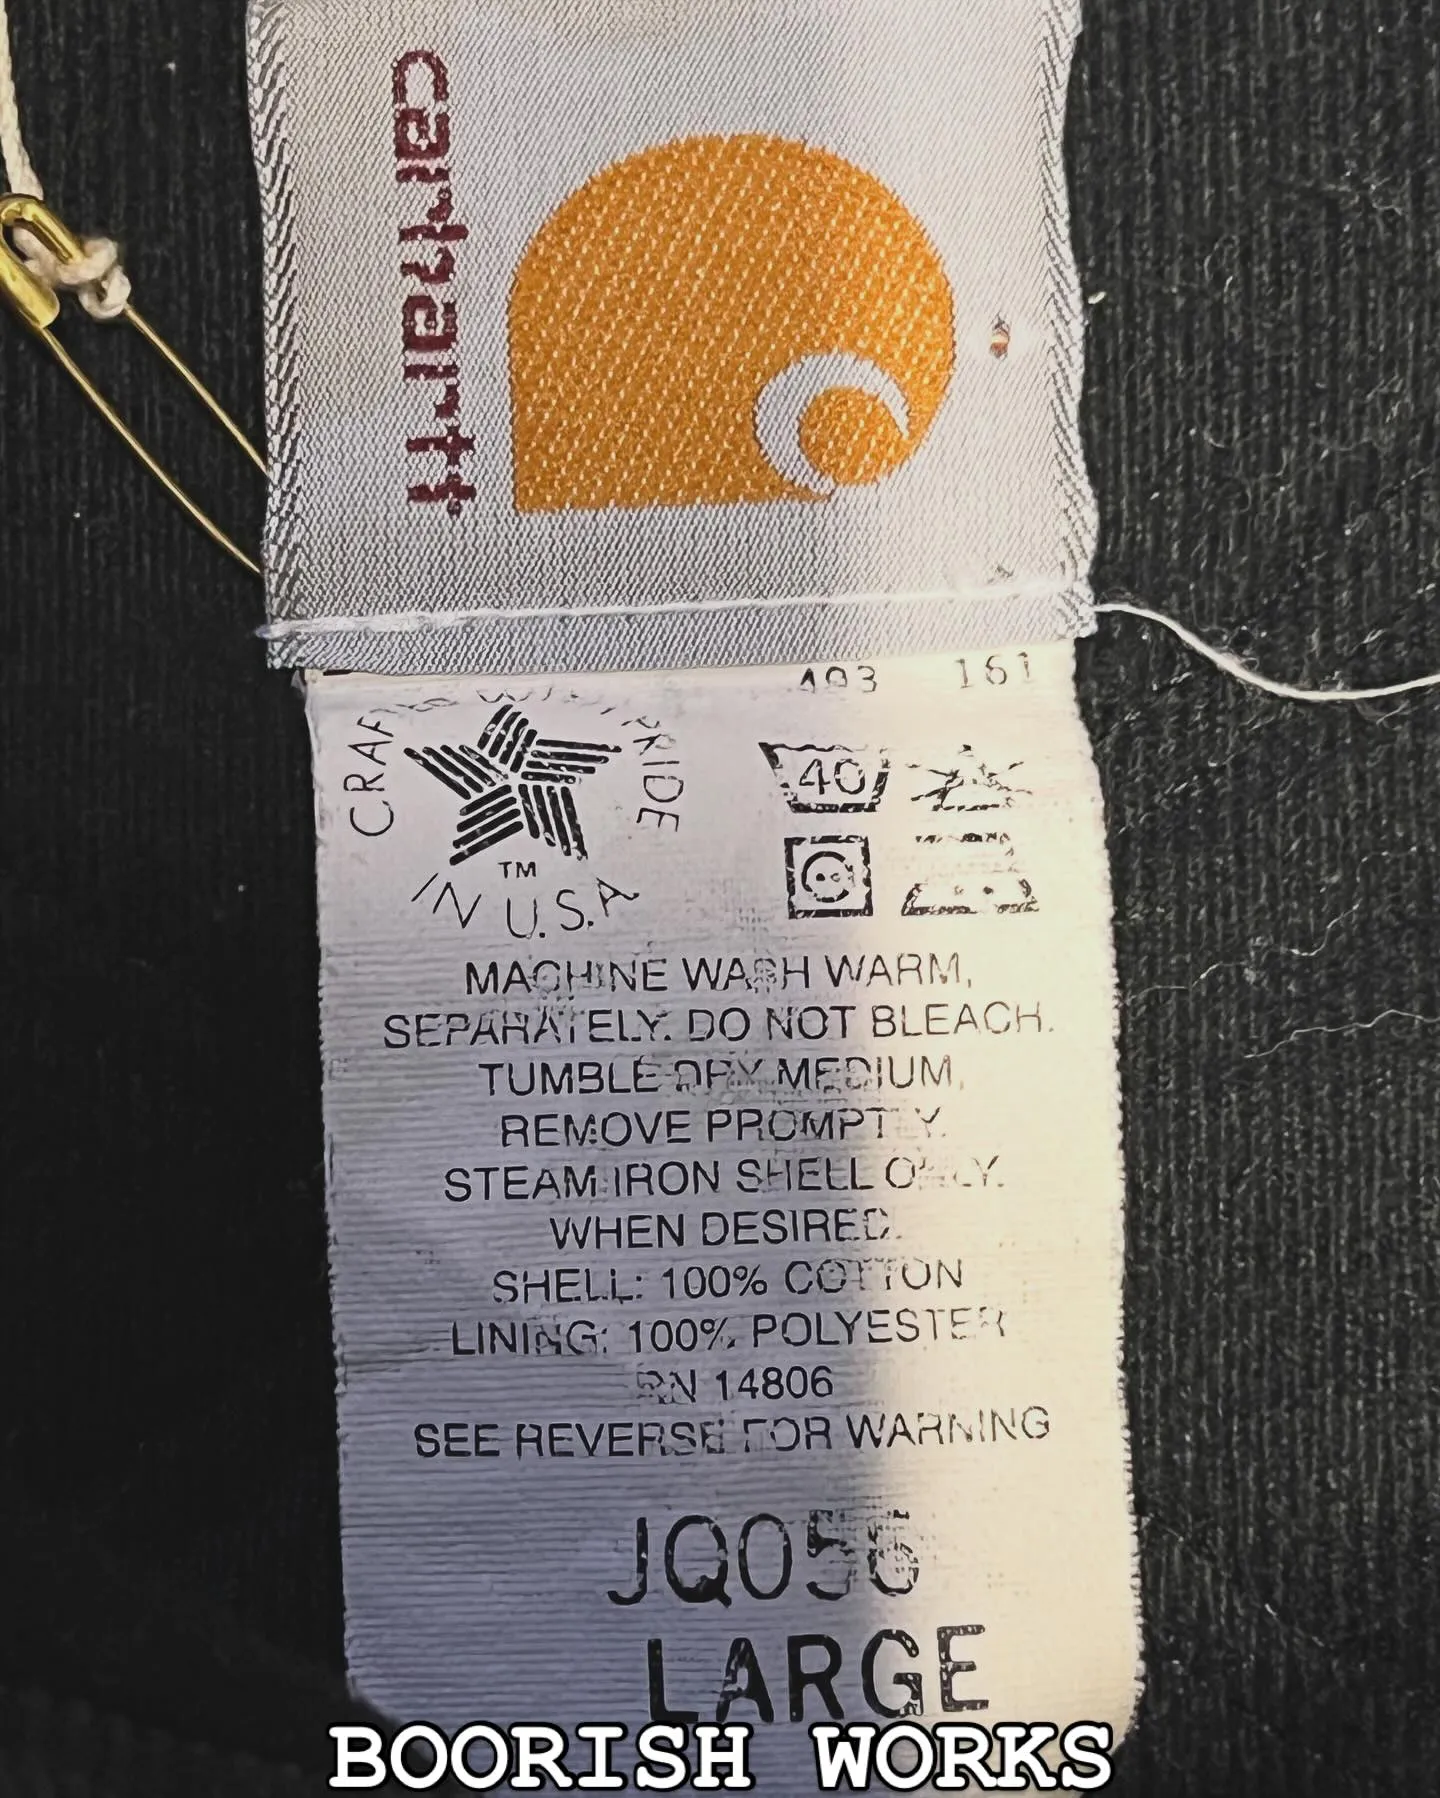 carhartt
493 161
CRAFTED WITH PRIDE
TM
IN U.S.A
40
MACHINE WASH WARM,
SEPARATELY. DO NOT BLEACH.
TUMBLE DRY MEDIUM,
REMOVE PROMPTLY.
STEAM IRON SHELL ONLY.
WHEN DESIRED.
SHELL: 100% COTTON
LINING: 100% POLYESTER
RN 14806
SEE REVERSE FOR WARNING
LARGE
BOORISH WORKS